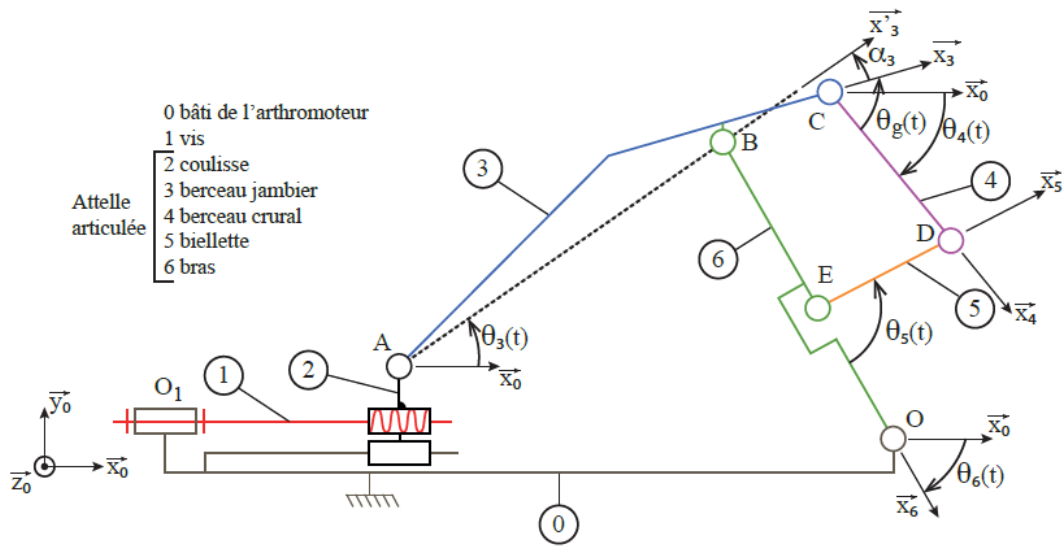 0 bâti de l'arthromoteur
1 vis
2 coulisse
3 berceau jambier
4 berceau crural
5 biellette
6 bras
Attelle
articulée
x'₃
α₃
x₃
x₀
C
θg(t)
θ₄(t)
B
3
4
x₅
D
6
E
5
x₄
θ₅(t)
A
θ₃(t)
x₀
2
O₁
1
y₀
x₀
z₀
O
x₀
θ₆(t)
x₆
0